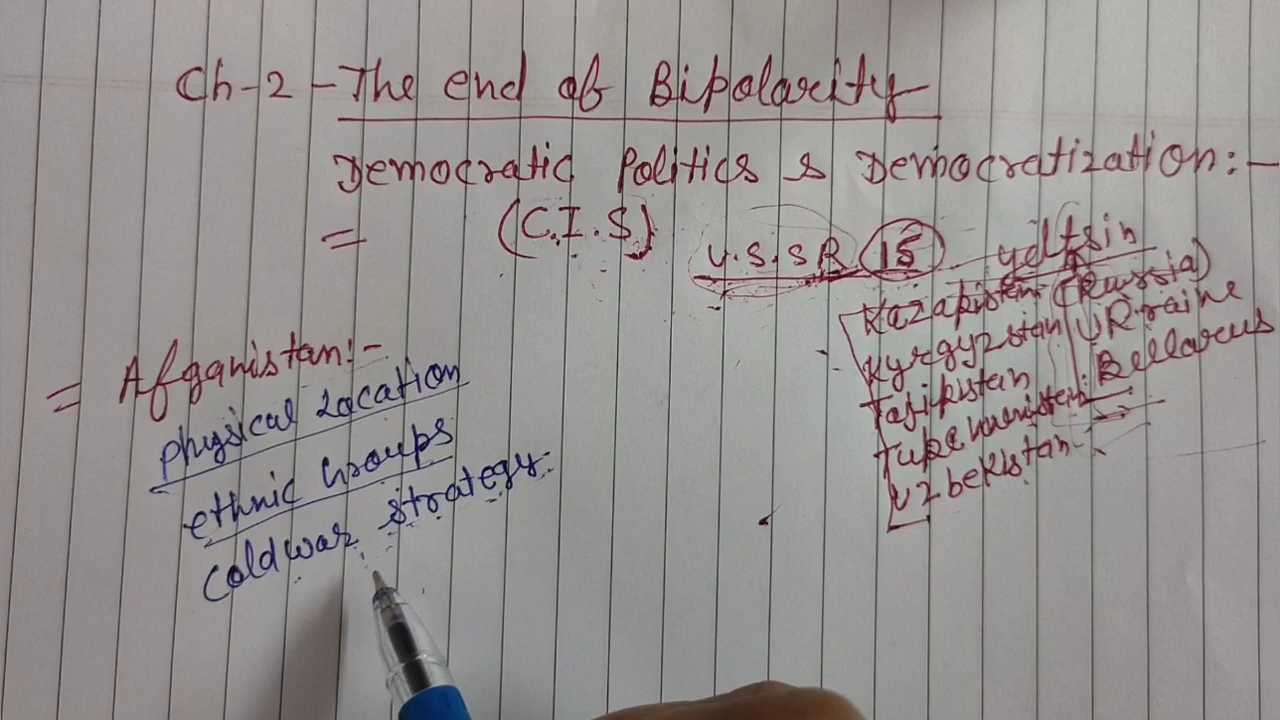 Ch-2-The end of Bipolarity
Democratic Politics & Democratization:-
= (C.I.S) U.S.S.R 15 yeltsin
Kazakistan (Russia)
Kyrgyzstan Ukraine
Tajikistan Bellarus
Turkemenistan
Uzbekistan
= Afganistan:-
Physical Location
ethnic Groups
Coldwar strategy.